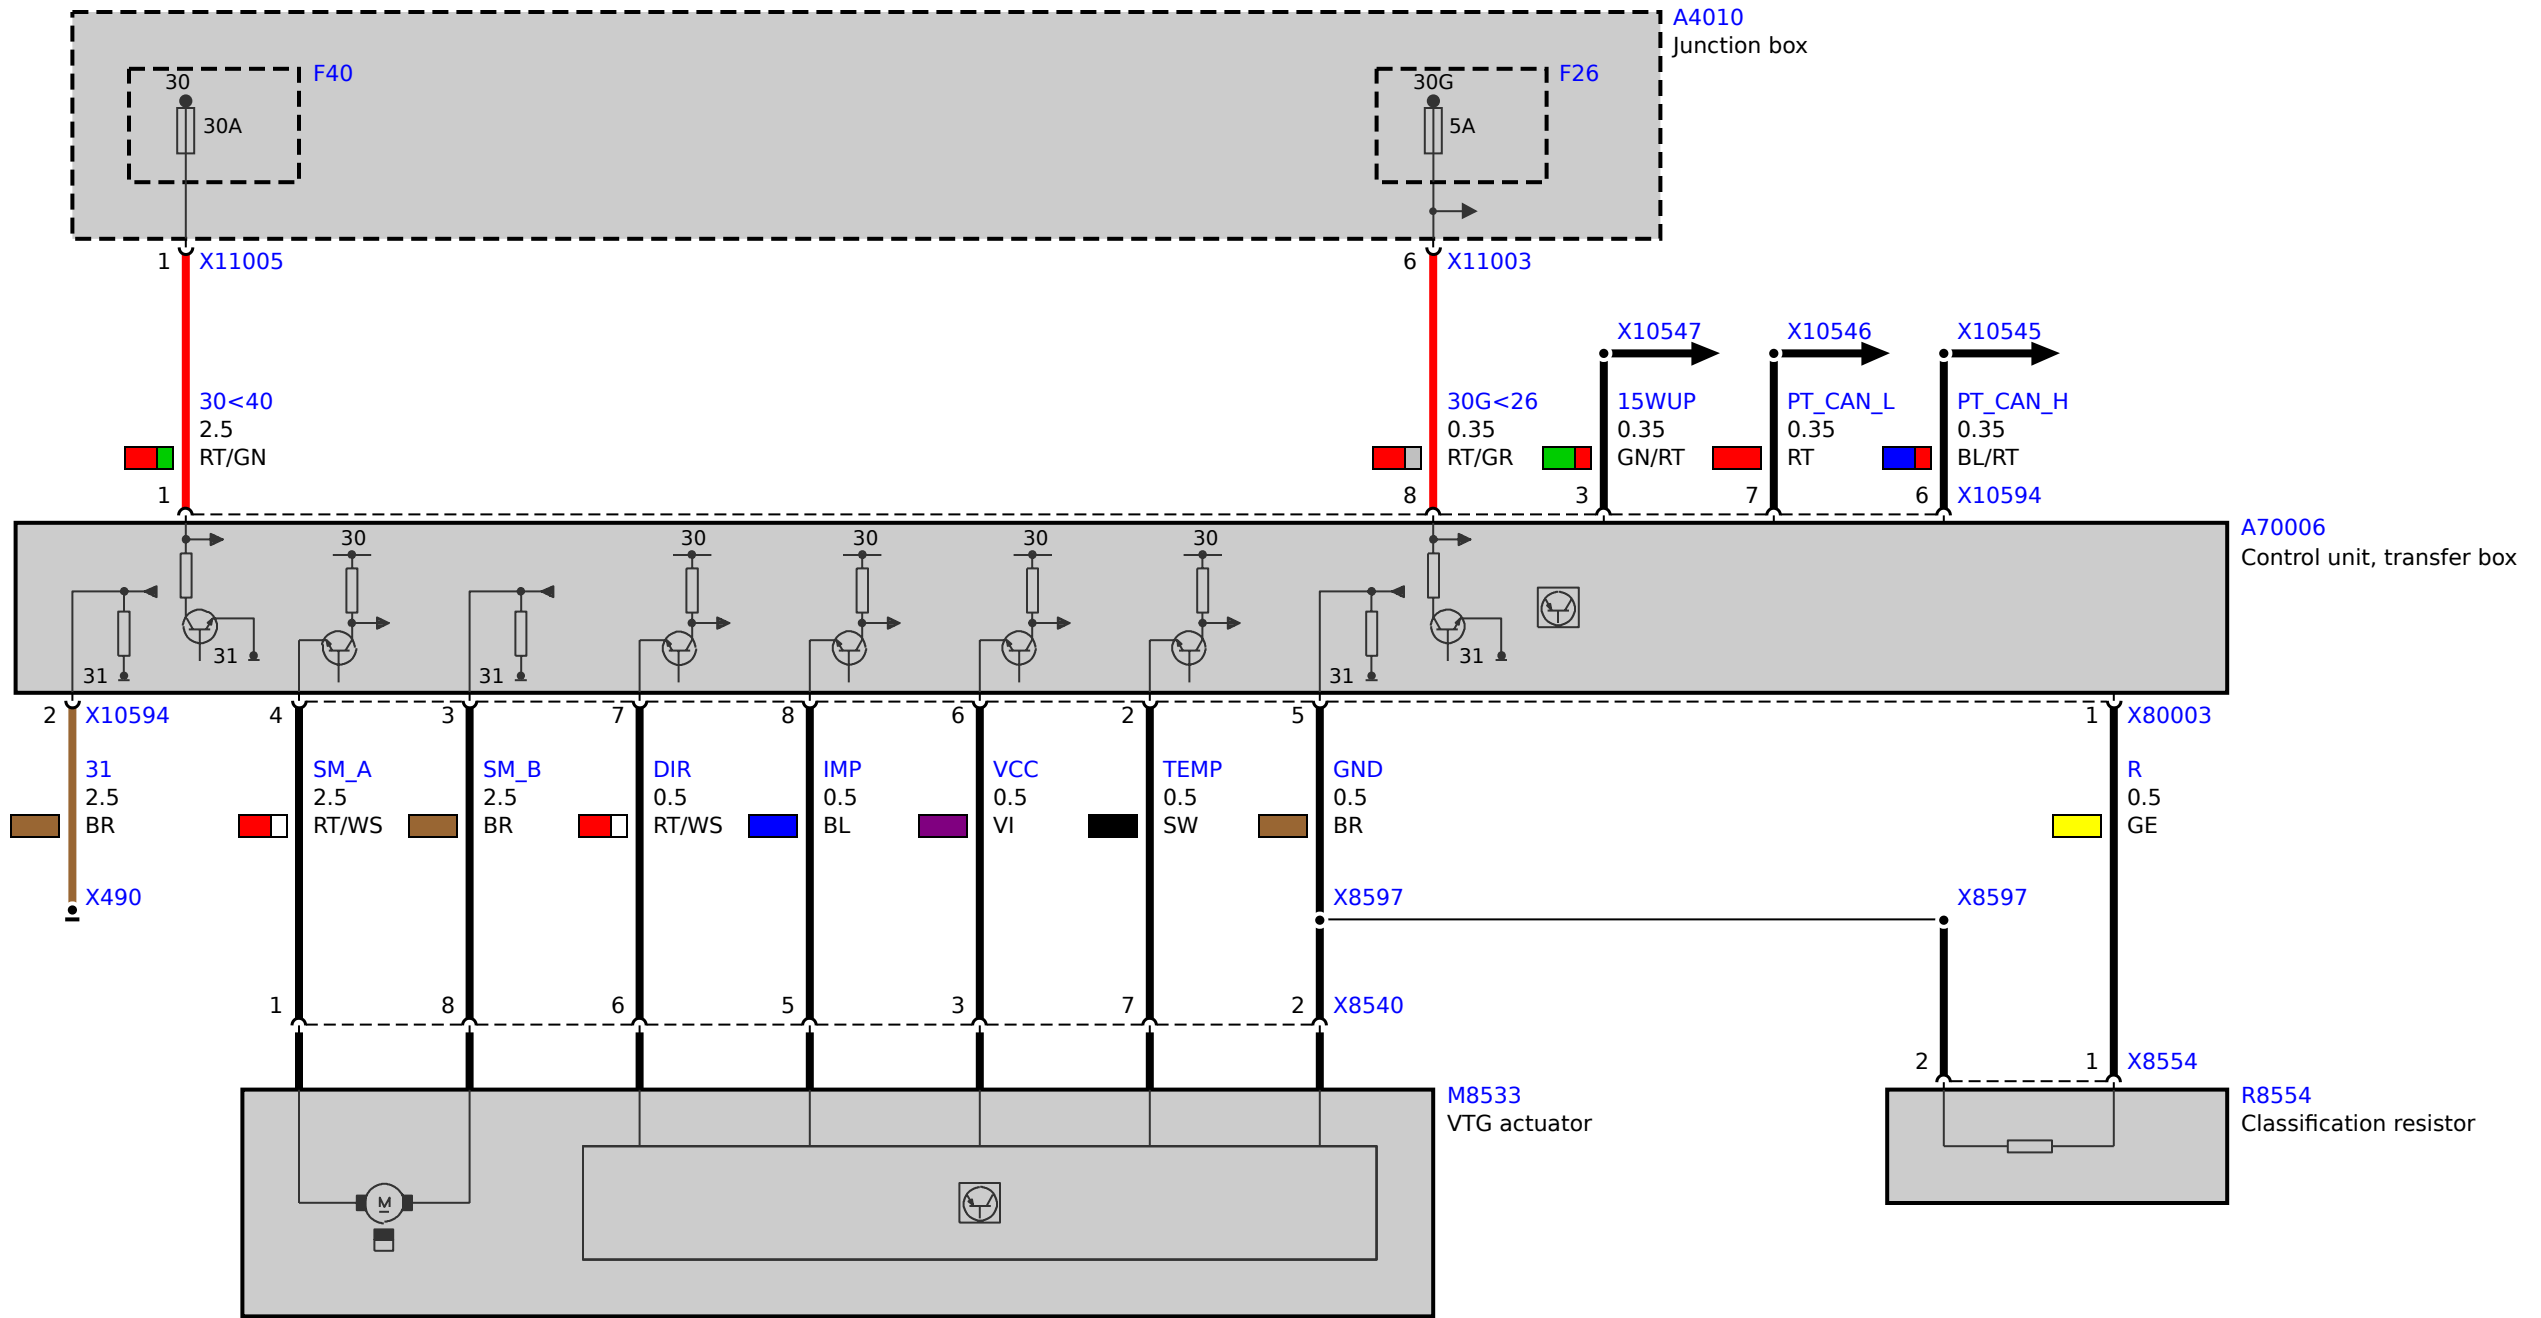 A4010
Junction box
30
F40
30G
F26
30A
5A
1 X11005
6 X11003
X10547
X10546
X10545
30<40
2.5
RT/GN
1
30G<26
0.35
RT/GR
8
15WUP
0.35
GN/RT
3
PT_CAN_L
0.35
RT
7
PT_CAN_H
0.35
BL/RT
6 X10594
A70006
Control unit, transfer box
30
30
30
30
30
31
31
31
31
31
2 X10594
4
3
7
8
6
2
5
1 X80003
31
2.5
BR
SM_A
2.5
RT/WS
SM_B
2.5
BR
DIR
0.5
RT/WS
IMP
0.5
BL
VCC
0.5
VI
TEMP
0.5
SW
GND
0.5
BR
R
0.5
GE
X490
X8597
X8597
1
8
6
5
3
7
2 X8540
2
1 X8554
M8533
VTG actuator
R8554
Classification resistor
M